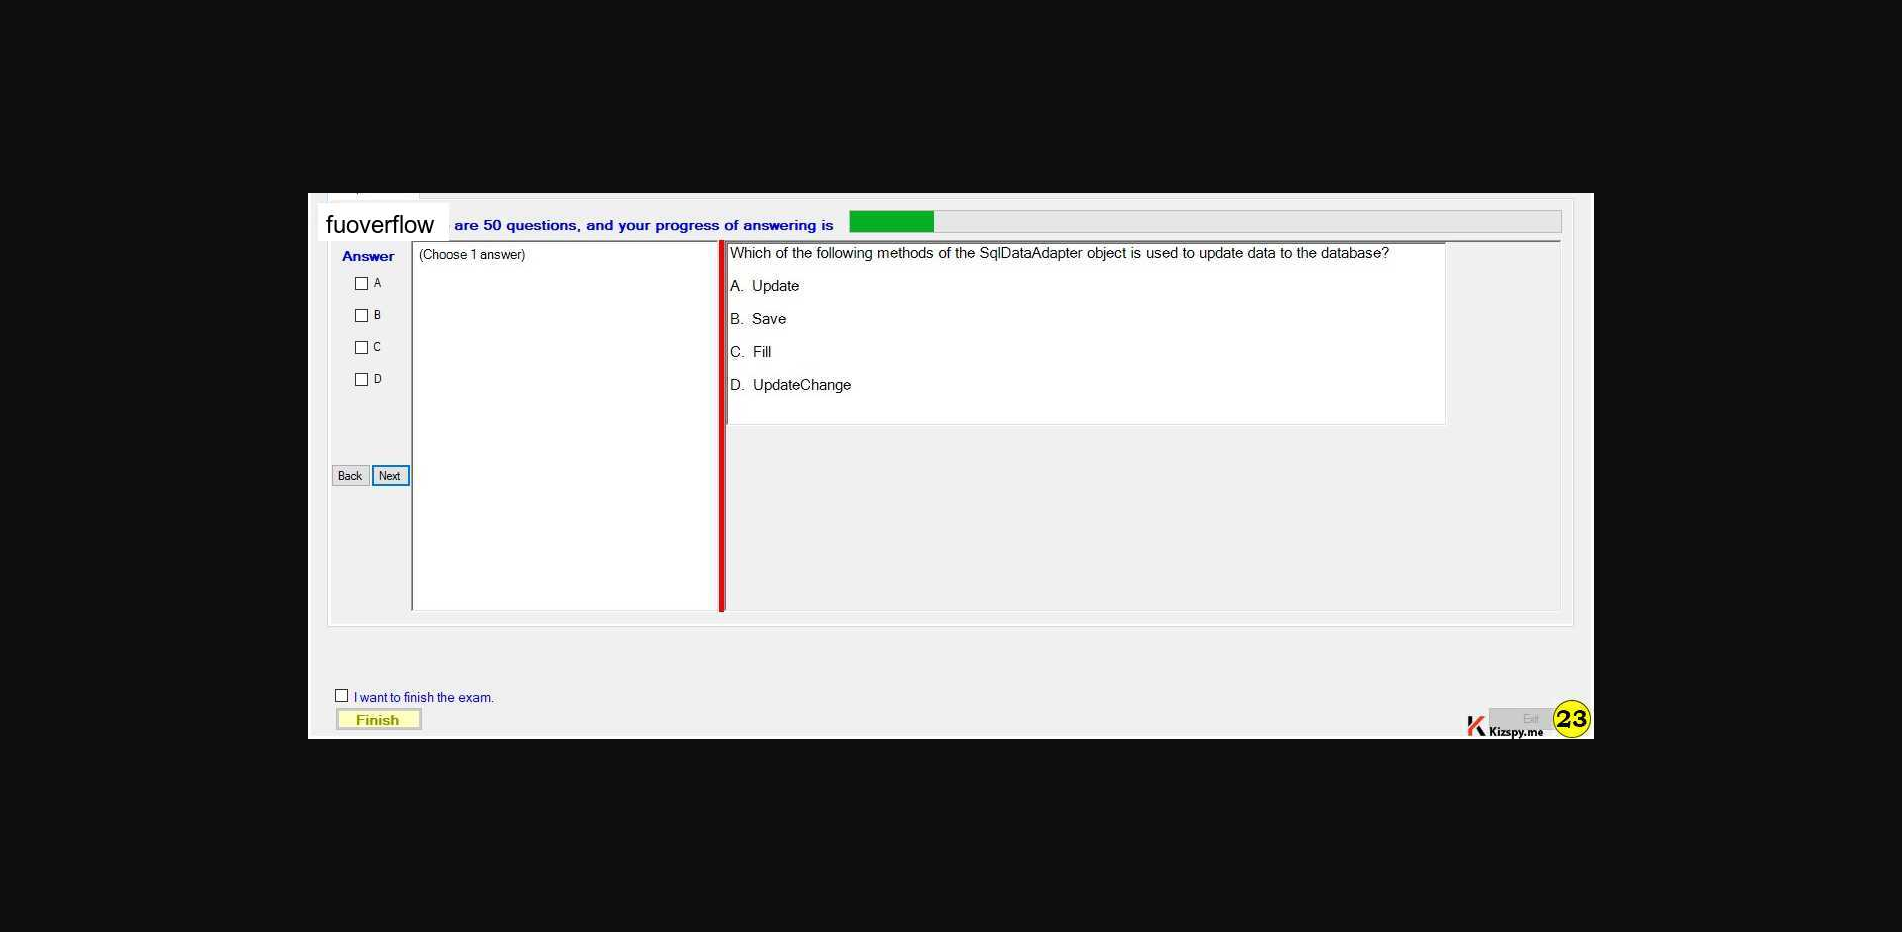 fuoverflow are 50 questions, and your progress of answering is
Answer
(Choose 1 answer)
A
B
C
D
Back Next
Which of the following methods of the SqlDataAdapter object is used to update data to the database?
A. Update
B. Save
C. Fill
D. UpdateChange
I want to finish the exam.
Finish
Exit
Kizspy.me
23